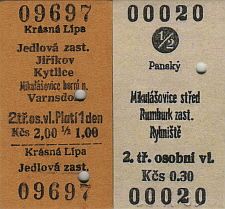 09697
Krásná Lípa
Jedlová zast.
Jiříkov
Kytlice
Mikulášovice horní n.
Varnsdorf
2.tř.os.vl.Platí 1 den
Kčs 2,00 ½ 1,00
Krásná Lípa
Jedlová zast.
09697
00020
1/2
Panský
Mikulášovice střed
Rumburk zast.
Rybniště
2. tř. osobní vl.
Kčs 0.30
00020